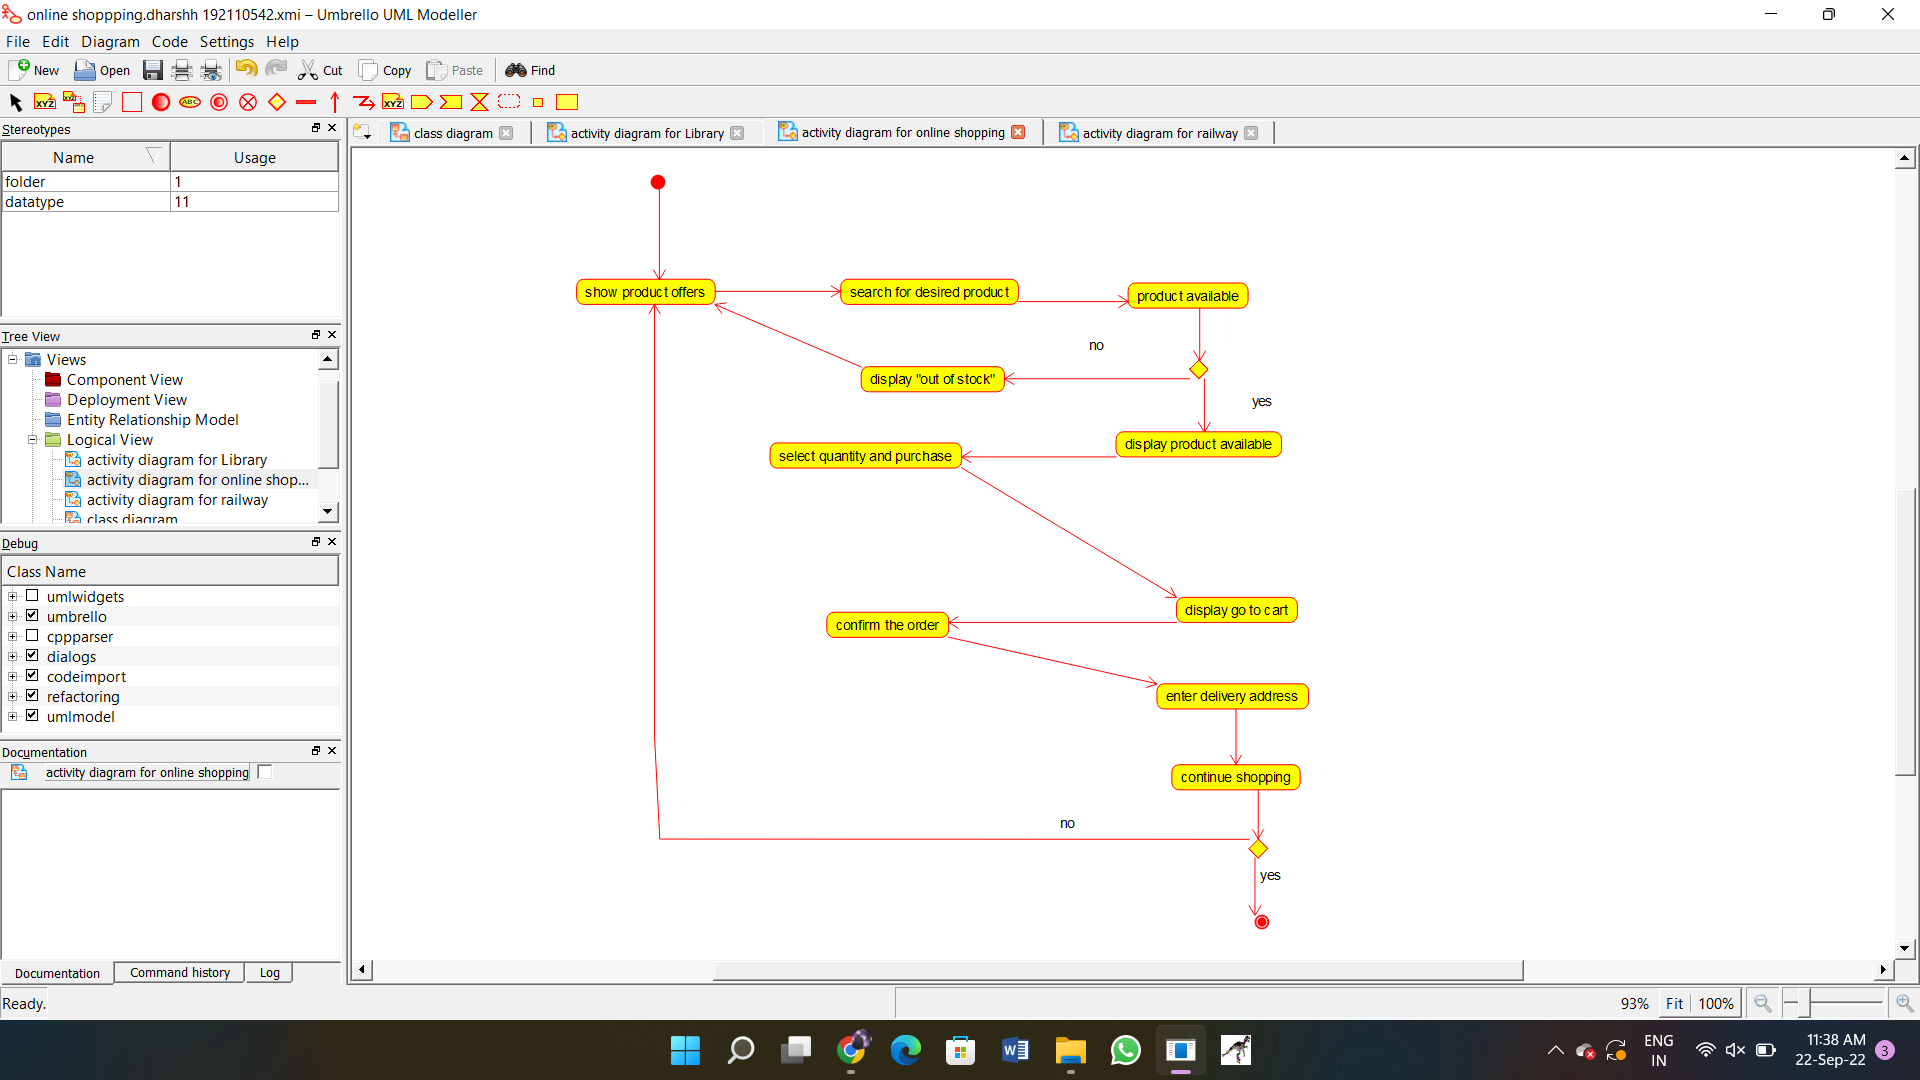 online shoppping.dharshh 192110542.xmi – Umbrello UML Modeller
File Edit Diagram Code Settings Help
New Open Cut Copy Paste Find
XYZ ABC XYZ
Stereotypes
Name Usage
folder 1
datatype 11
Tree View
Views
Component View
Deployment View
Entity Relationship Model
Logical View
activity diagram for Library
activity diagram for online shop...
activity diagram for railway
class diagram
Debug
Class Name
umlwidgets
umbrello
cppparser
dialogs
codeimport
refactoring
umlmodel
Documentation
activity diagram for online shopping
Documentation Command history Log
class diagram activity diagram for Library activity diagram for online shopping activity diagram for railway
show product offers search for desired product product available
no
display "out of stock"
yes
display product available
select quantity and purchase
display go to cart
confirm the order
enter delivery address
continue shopping
no
yes
Ready. 93% Fit 100%
ENG
IN
11:38 AM
22-Sep-22
3